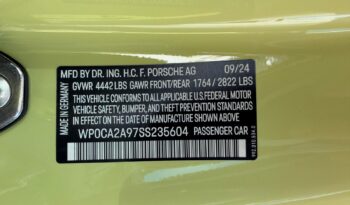 MFD BY DR. ING. H.C. F. PORSCHE AG 09/24
GVWR 4442 LBS GAWR FRONT/REAR 1764 / 2822 LBS
THIS VEHICLE CONFORMS TO ALL APPLICABLE U.S. FEDERAL MOTOR
VEHICLE SAFETY, BUMPER, AND THEFT PREVENTION STANDARDS IN
EFFECT ON THE DATE OF MANUFACTURE SHOWN ABOVE.
WP0CA2A97SS235604 PASSENGER CAR
MADE IN GERMANY